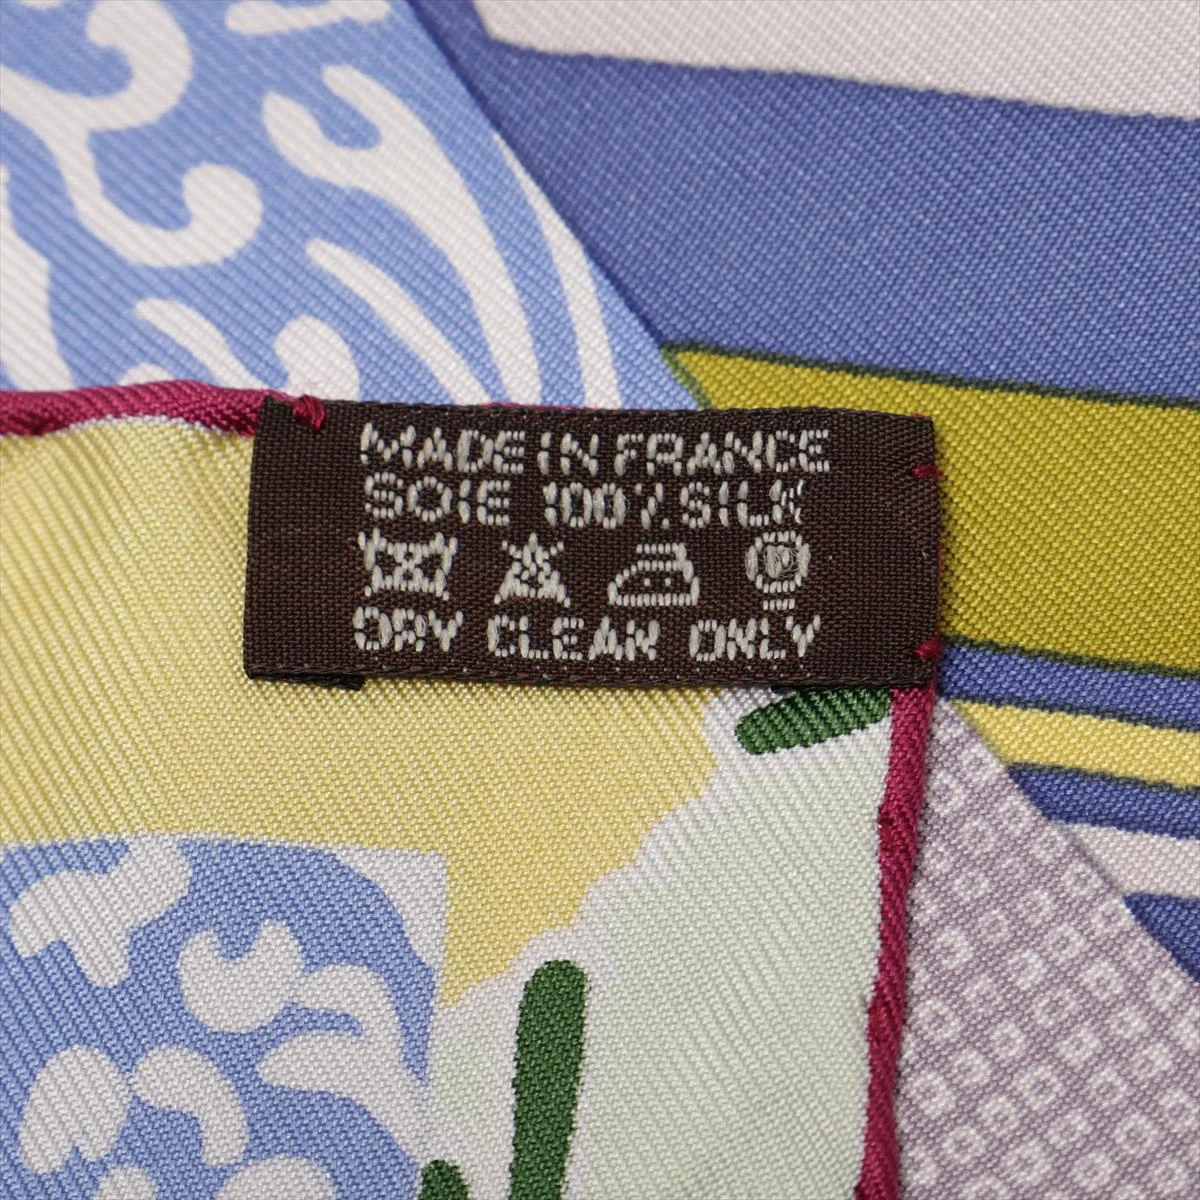 MADE IN FRANCE
SOIE 100% SILK
P
DRY CLEAN ONLY